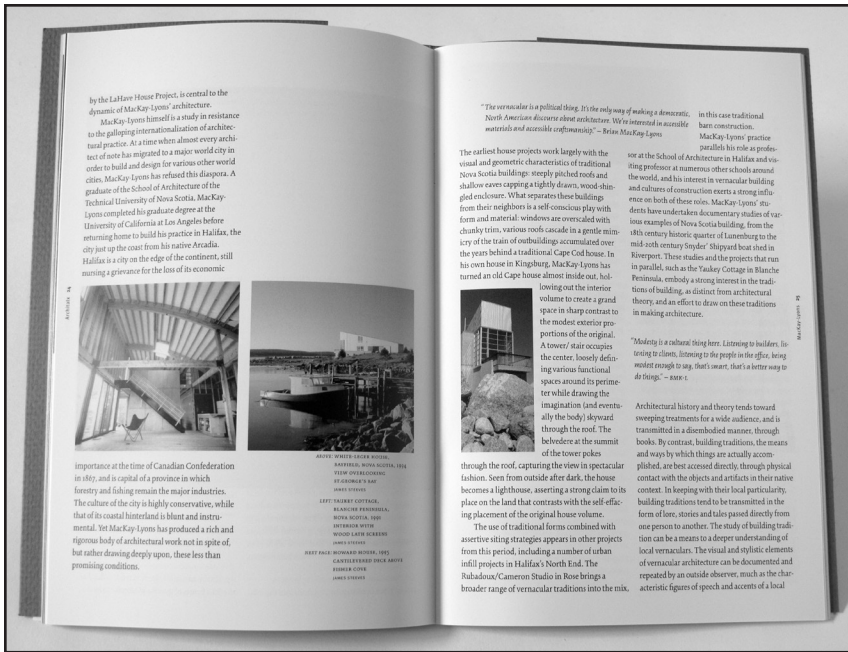 by the LaHave House Project, is central to the
dynamic of MacKay-Lyons' architecture.
MacKay-Lyons himself is a study in resistance
to the galloping internationalization of architec-
tural practice. At a time when almost every archi-
tect of note has migrated to a major world city in
order to build and design for various other world
cities, MacKay-Lyons has refused this diaspora. A
graduate of the School of Architecture of the
Technical University of Nova Scotia, MacKay-
Lyons completed his graduate degree at the
University of California at Los Angeles before
returning home to build his practice in Halifax, the
city just up the coast from his native Arcadia.
Halifax is a city on the edge of the continent, still
nursing a grievance for the loss of its economic
24
importance at the time of Canadian Confederation
in 1867, and is capital of a province in which
forestry and fishing remain the major industries.
The culture of the city is highly conservative, while
that of its coastal hinterland is blunt and instru-
mental. Yet MacKay-Lyons has produced a rich and
rigorous body of architectural work not in spite of,
but rather drawing deeply upon, these less than
promising conditions.
ABOVE: WHITE-LEGER HOUSE,
BAYFIELD, NOVA SCOTIA,
VIEW OVERLOOKING
ST. GEORGE'S BAY
JAMES STEEVES
LEFT: YAUKEY COTTAGE,
BLANCHE PENINSULA,
NOVA SCOTIA,
INTERIOR WITH
WOOD LATH SCREENS
JAMES STEEVES
NEXT PAGE: HOWARD HOUSE,
CANTILEVERED DECK ABOVE
FISHER COVE
JAMES STEEVES
"The vernacular is a political thing. It's the only way of making a democratic,
North American discourse about architecture. We're interested in accessible
materials and accessible craftsmanship." – Brian MacKay-Lyons
The earliest house projects work largely with the
visual and geometric characteristics of traditional
Nova Scotia buildings: steeply pitched roofs and
shallow eaves capping a tightly drawn, wood-shin-
gled enclosure. What separates these buildings
from their neighbors is a self-conscious play with
form and material: windows are overscaled with
chunky trim, various roofs cascade in a gentle mim-
icry of the train of outbuildings accumulated over
the years behind a traditional Cape Cod house. In
his own house in Kingsburg, MacKay-Lyons has
turned an old Cape house almost inside out, hol-
lowing out the interior
volume to create a grand
space in sharp contrast to
the modest exterior pro-
portions of the original.
A tower/ stair occupies
the center, loosely defin-
ing various functional
spaces around its perime-
ter while drawing the
imagination (and eventu-
ally the body) skyward
through the roof. The
belvedere at the summit
of the tower pokes
through the roof, capturing the view in spectacular
fashion. Seen from outside after dark, the house
becomes a lighthouse, asserting a strong claim to its
place on the land that contrasts with the self-effac-
ing placement of the original house volume.
The use of traditional forms combined with
assertive siting strategies appears in other projects
from this period, including a number of urban
infill projects in Halifax's North End. The
Rubadoux/Cameron Studio in Rose brings a
broader range of vernacular traditions into the mix,
in this case traditional
barn construction.
MacKay-Lyons' practice
parallels his role as profes-
sor at the School of Architecture in Halifax and vis-
iting professor at numerous other schools around
the world, and his interest in vernacular building
and cultures of construction exerts a strong influ-
ence on both of these roles. MacKay-Lyons' stu-
dents have undertaken documentary studies of var-
ious examples of Nova Scotia building, from the
18th century historic quarter of Lunenburg to the
mid-20th century Snyder' Shipyard boat shed in
Riverport. These studies and the projects that run
in parallel, such as the Yaukey Cottage in Blanche
Peninsula, embody a strong interest in the tradi-
tions of building, as distinct from architectural
theory, and an effort to draw on these traditions
in making architecture.
MacKay-Lyons 25
"Modesty is a cultural thing here. Listening to builders, lis-
tening to clients, listening to the people in the office, being
modest enough to say, that's smart, that's a better way to
do things." – BMK-L
Architectural history and theory tends toward
sweeping treatments for a wide audience, and is
transmitted in a disembodied manner, through
books. By contrast, building traditions, the means
and ways by which things are actually accom-
plished, are best accessed directly, through physical
contact with the objects and artifacts in their native
context. In keeping with their local particularity,
building traditions tend to be transmitted in the
form of lore, stories and tales passed directly from
one person to another. The study of building tradi-
tion can be a means to a deeper understanding of
local vernaculars. The visual and stylistic elements
of vernacular architecture can be documented and
repeated by an outside observer, much as the char-
acteristic figures of speech and accents of a local